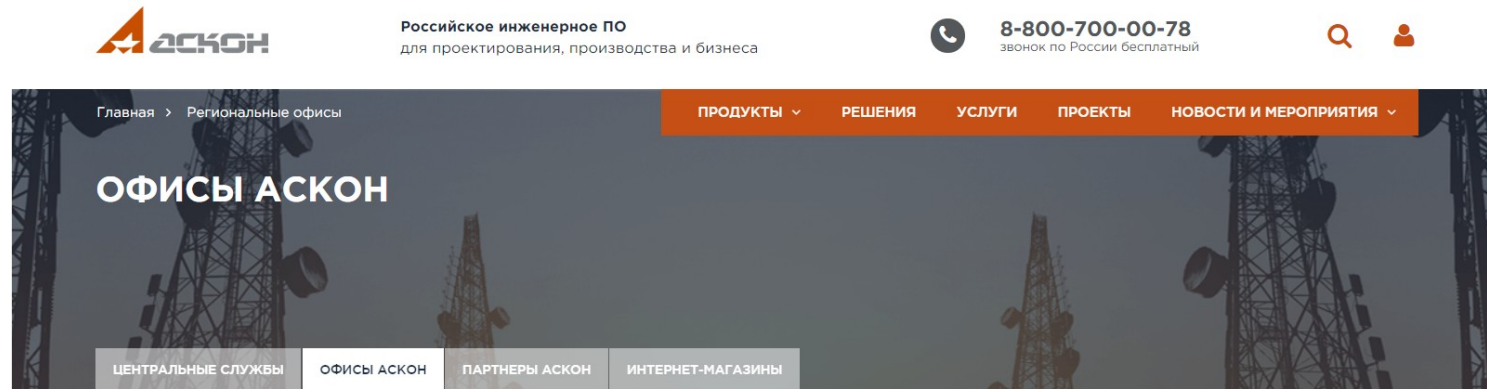 АСКОН
Российское инженерное ПО
для проектирования, производства и бизнеса
8-800-700-00-78
звонок по России бесплатный
Главная > Региональные офисы
ПРОДУКТЫ
РЕШЕНИЯ
УСЛУГИ
ПРОЕКТЫ
НОВОСТИ И МЕРОПРИЯТИЯ
ОФИСЫ АСКОН
ЦЕНТРАЛЬНЫЕ СЛУЖБЫ
ОФИСЫ АСКОН
ПАРТНЕРЫ АСКОН
ИНТЕРНЕТ-МАГАЗИНЫ